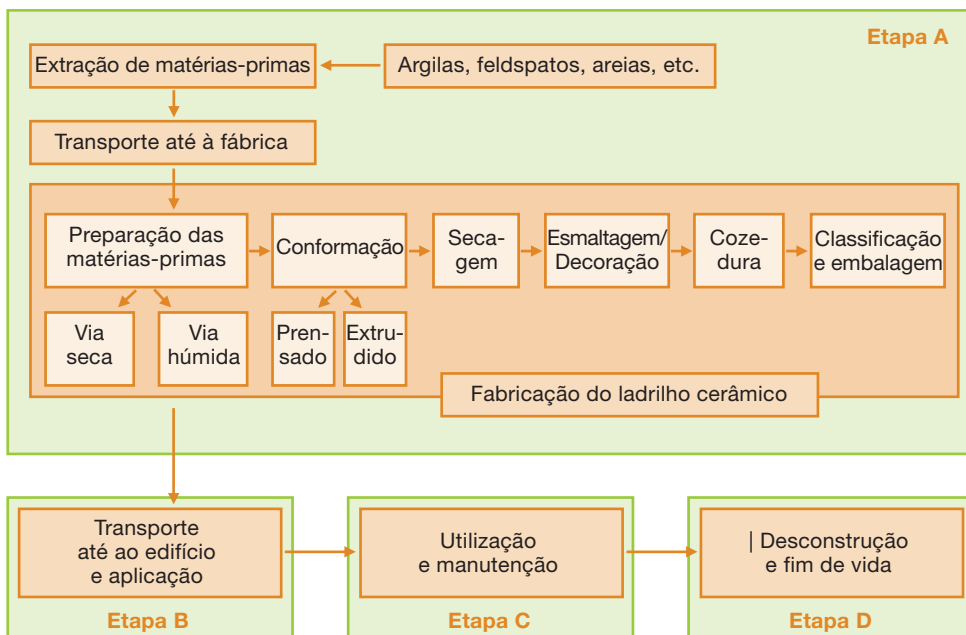 Etapa A
Extração de matérias-primas
Argilas, feldspatos, areias, etc.
Transporte até à fábrica
Preparação das
matérias-primas
Conformação
Seca-
gem
Esmaltagem/
Decoração
Coze-
dura
Classificação
e embalagem
Via
seca
Via
húmida
Pren-
sado
Extru-
dido
Fabricação do ladrilho cerâmico
Transporte
até ao edifício
e aplicação
Etapa B
Utilização
e manutenção
Etapa C
| Desconstrução
e fim de vida
Etapa D